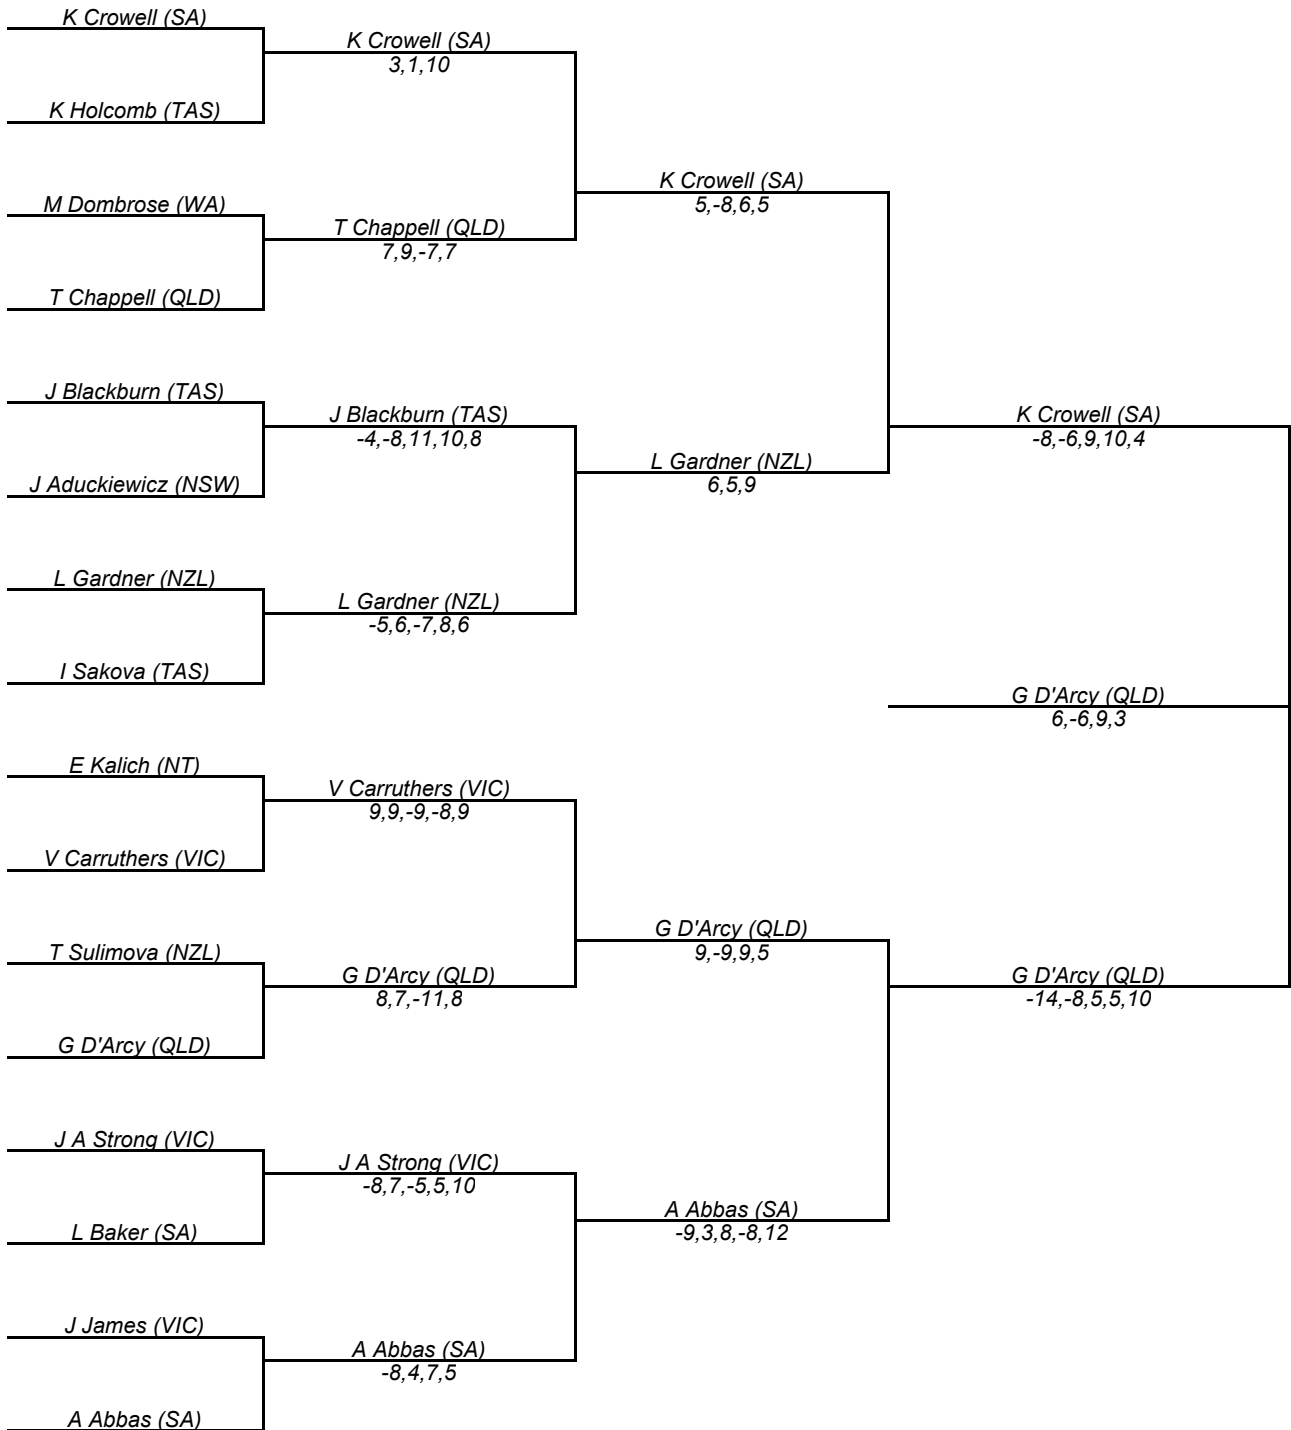 K Crowell (SA)
K Crowell (SA)
3,1,10
K Holcomb (TAS)
K Crowell (SA)
5,-8,6,5
M Dombrose (WA)
T Chappell (QLD)
7,9,-7,7
T Chappell (QLD)
J Blackburn (TAS)
J Blackburn (TAS)
-4,-8,11,10,8
K Crowell (SA)
-8,-6,9,10,4
L Gardner (NZL)
6,5,9
J Aduckiewicz (NSW)
L Gardner (NZL)
L Gardner (NZL)
-5,6,-7,8,6
I Sakova (TAS)
G D'Arcy (QLD)
6,-6,9,3
E Kalich (NT)
V Carruthers (VIC)
9,9,-9,-8,9
V Carruthers (VIC)
G D'Arcy (QLD)
9,-9,9,5
T Sulimova (NZL)
G D'Arcy (QLD)
8,7,-11,8
G D'Arcy (QLD)
-14,-8,5,5,10
G D'Arcy (QLD)
J A Strong (VIC)
J A Strong (VIC)
-8,7,-5,5,10
A Abbas (SA)
-9,3,8,-8,12
L Baker (SA)
J James (VIC)
A Abbas (SA)
-8,4,7,5
A Abbas (SA)